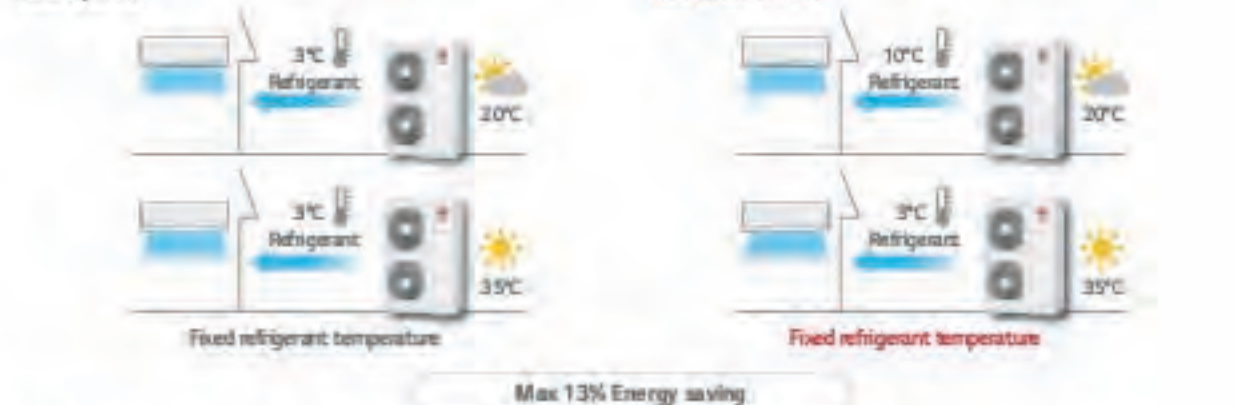 3℃
Refrigerant
20℃
10℃
Refrigerant
20℃
3℃
Refrigerant
35℃
3℃
Refrigerant
35℃
Fixed refrigerant temperature
Fixed refrigerant temperature
Max 13% Energy saving